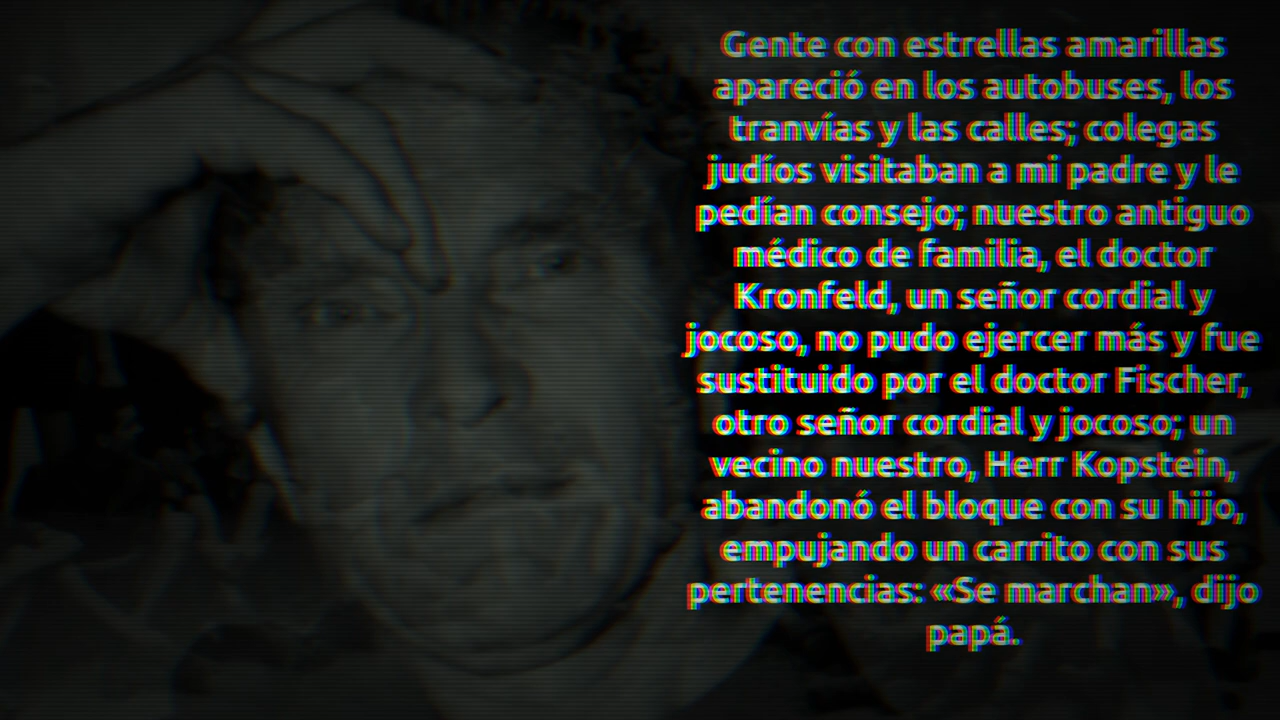 Gente con estrellas amarillas
apareció en los autobuses, los
tranvías y las calles; colegas
judíos visitaban a mi padre y le
pedían consejo; nuestro antiguo
médico de familia, el doctor
Kronfeld, un señor cordial y
jocoso, no pudo ejercer más y fue
sustituido por el doctor Fischer,
otro señor cordial y jocoso; un
vecino nuestro, Herr Kopstein,
abandonó el bloque con su hijo,
empujando un carrito con sus
pertenencias: «Se marchan», dijo
papá.